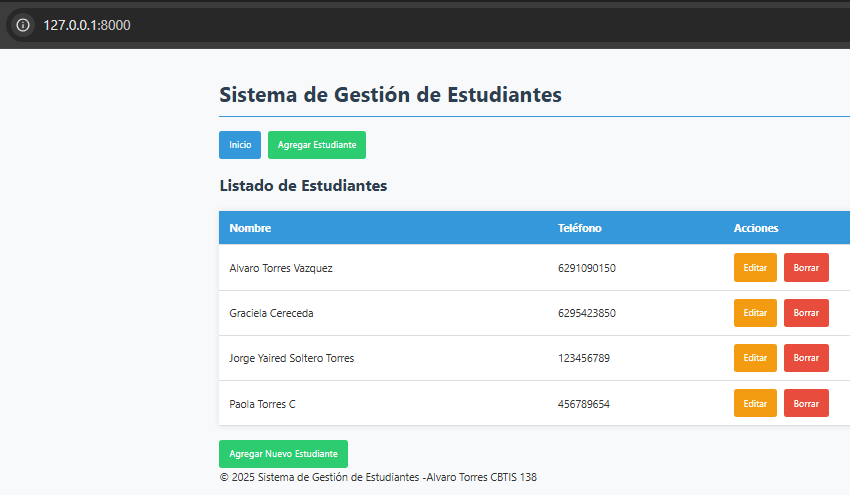 127.0.0.1:8000
Sistema de Gestión de Estudiantes
Inicio Agregar Estudiante
Listado de Estudiantes
Nombre Teléfono Acciones
Alvaro Torres Vazquez 6291090150 Editar Borrar
Graciela Cereceda 6295423850 Editar Borrar
Jorge Yaired Soltero Torres 123456789 Editar Borrar
Paola Torres C 456789654 Editar Borrar
Agregar Nuevo Estudiante
© 2025 Sistema de Gestión de Estudiantes -Alvaro Torres CBTIS 138